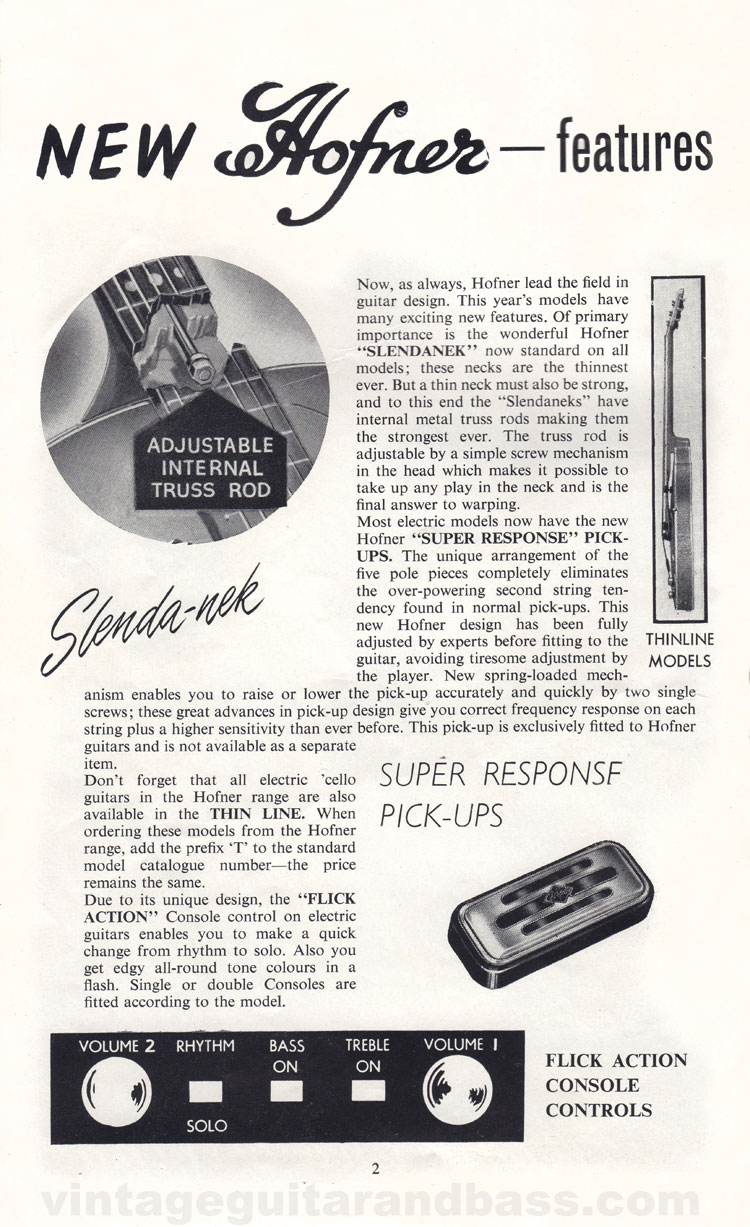 NEW Hofner — features
ADJUSTABLE
INTERNAL
TRUSS ROD
Slenda-nek
Now, as always, Hofner lead the field in
guitar design. This year's models have
many exciting new features. Of primary
importance is the wonderful Hofner
“SLENDANEK” now standard on all
models; these necks are the thinnest
ever. But a thin neck must also be strong,
and to this end the “Slendaneks” have
internal metal truss rods making them
the strongest ever. The truss rod is
adjustable by a simple screw mechanism
in the head which makes it possible to
take up any play in the neck and is the
final answer to warping.
Most electric models now have the new
Hofner “SUPER RESPONSE” PICK-
UPS. The unique arrangement of the
five pole pieces completely eliminates
the over-powering second string ten-
dency found in normal pick-ups. This
new Hofner design has been fully
adjusted by experts before fitting to the
guitar, avoiding tiresome adjustment by
the player. New spring-loaded mech-
anism enables you to raise or lower the pick-up accurately and quickly by two single
screws; these great advances in pick-up design give you correct frequency response on each
string plus a higher sensitivity than ever before. This pick-up is exclusively fitted to Hofner
guitars and is not available as a separate
item.
THINLINE
MODELS
Don't forget that all electric 'cello
guitars in the Hofner range are also
available in the THIN LINE. When
ordering these models from the Hofner
range, add the prefix ‘T’ to the standard
model catalogue number—the price
remains the same.
Due to its unique design, the “FLICK
ACTION” Console control on electric
guitars enables you to make a quick
change from rhythm to solo. Also you
get edgy all-round tone colours in a
flash. Single or double Consoles are
fitted according to the model.
SUPER RESPONSE
PICK-UPS
VOLUME 2 RHYTHM BASS TREBLE VOLUME 1
ON ON
SOLO
FLICK ACTION
CONSOLE
CONTROLS
2
vintageguitarandbass.com